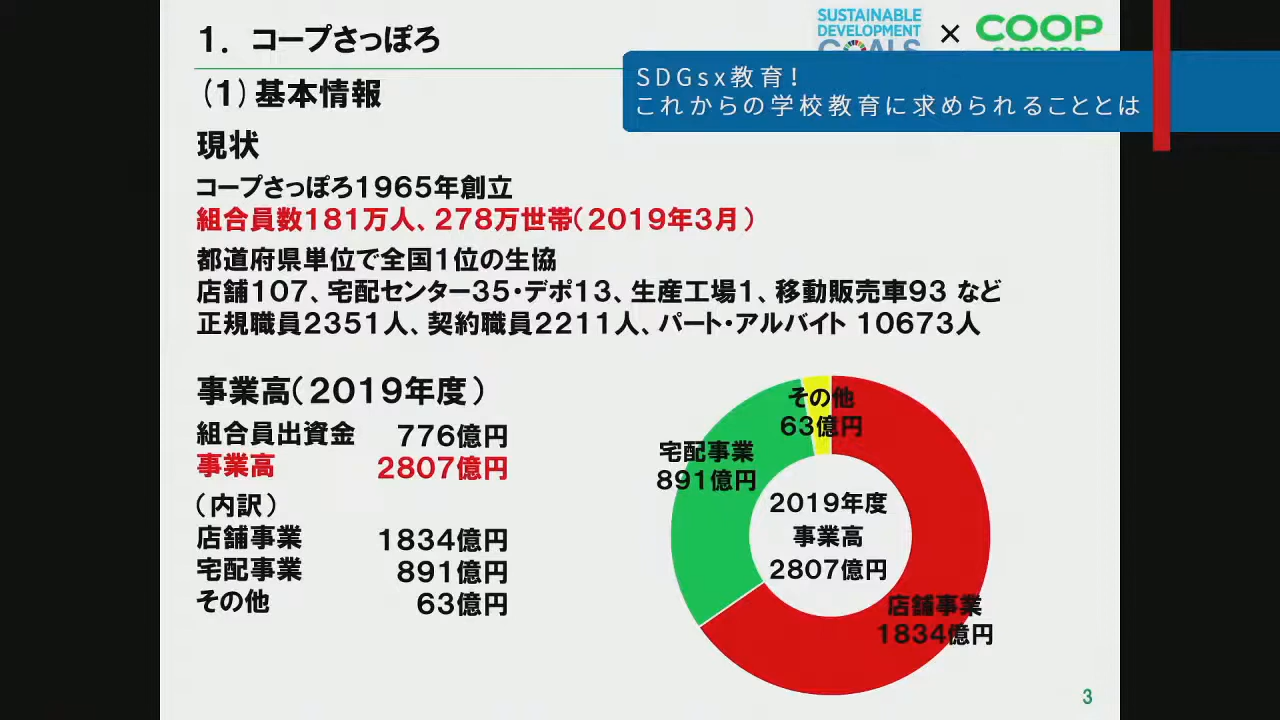 1. コープさっぽろ
SUSTAINABLE
DEVELOPMENT
GOALS
×
COOP
SAPPORO
SDGsx教育！
これからの学校教育に求められることとは
(1)基本情報
現状
コープさっぽろ1965年創立
組合員数181万人、278万世帯(2019年3月)
都道府県単位で全国1位の生協
店舗107、宅配センター35・デポ13、生産工場1、移動販売車93 など
正規職員2351人、契約職員2211人、パート・アルバイト 10673人
事業高(2019年度)
組合員出資金 776億円
事業高 2807億円
(内訳)
店舗事業 1834億円
宅配事業 891億円
その他 63億円
その他
63億円
宅配事業
891億円
2019年度
事業高
2807億円
店舗事業
1834億円
3